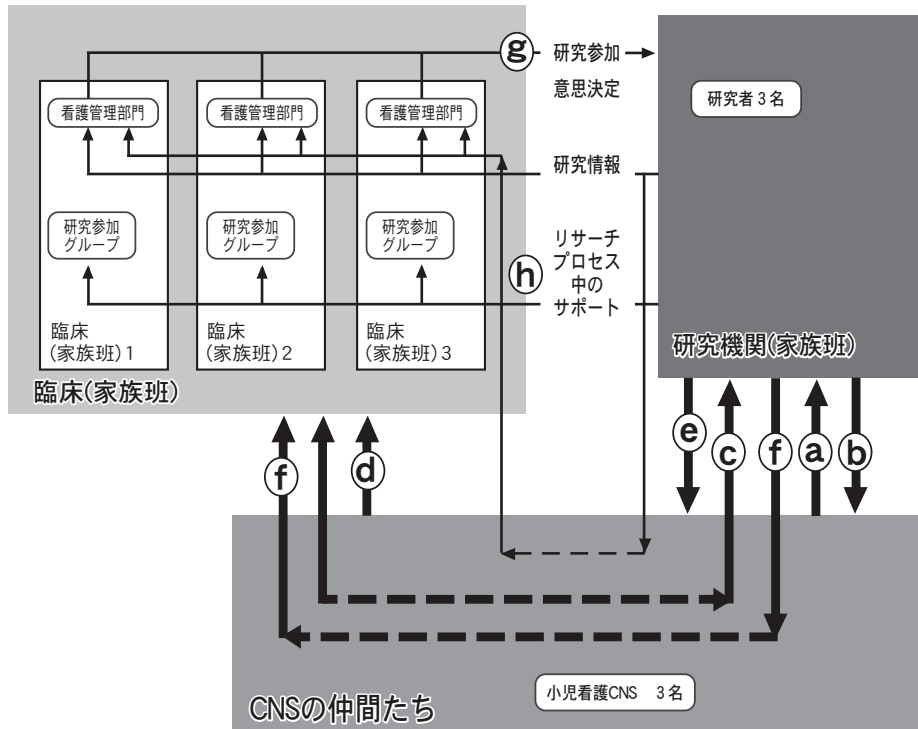 g
研究参加
意思決定
看護管理部門
看護管理部門
看護管理部門
研究者3名
研究情報
研究参加
グループ
研究参加
グループ
研究参加
グループ
h
リサーチ
プロセス
中の
サポート
臨床
(家族班)1
臨床
(家族班)2
臨床
(家族班)3
臨床(家族班)
研究機関(家族班)
f
d
e
c
f
a
b
小児看護CNS 3名
CNSの仲間たち